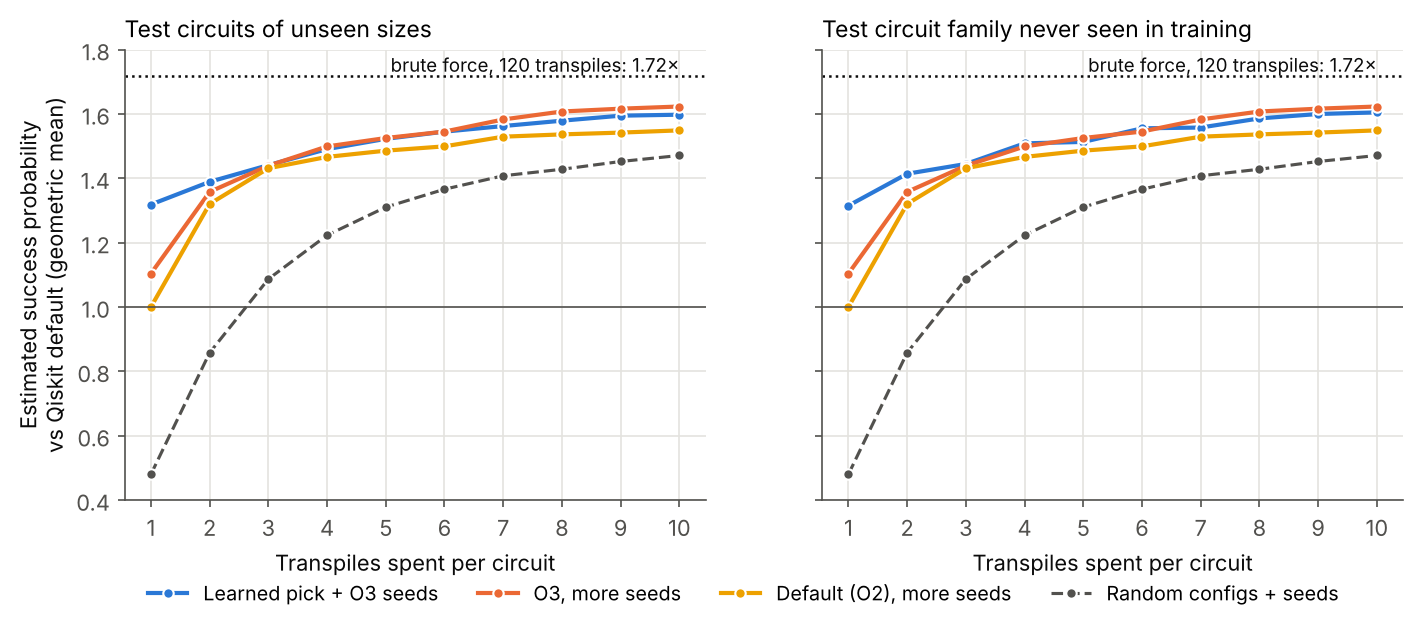 Test circuits of unseen sizes
Estimated success probability
vs Qiskit default (geometric mean)
1.8
1.6
1.4
1.2
1.0
0.8
0.6
0.4
brute force, 120 transpiles: 1.72×
1 2 3 4 5 6 7 8 9 10
Transpiles spent per circuit
Test circuit family never seen in training
brute force, 120 transpiles: 1.72×
1 2 3 4 5 6 7 8 9 10
Transpiles spent per circuit
Learned pick + O3 seeds
O3, more seeds
Default (O2), more seeds
Random configs + seeds